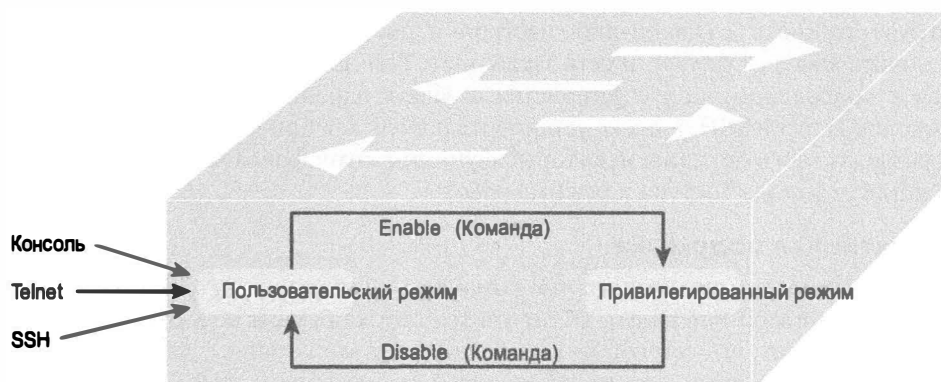 Enable (Команда)
Консоль
Telnet
SSH
Пользовательский режим
Привилегированный режим
Disable (Команда)